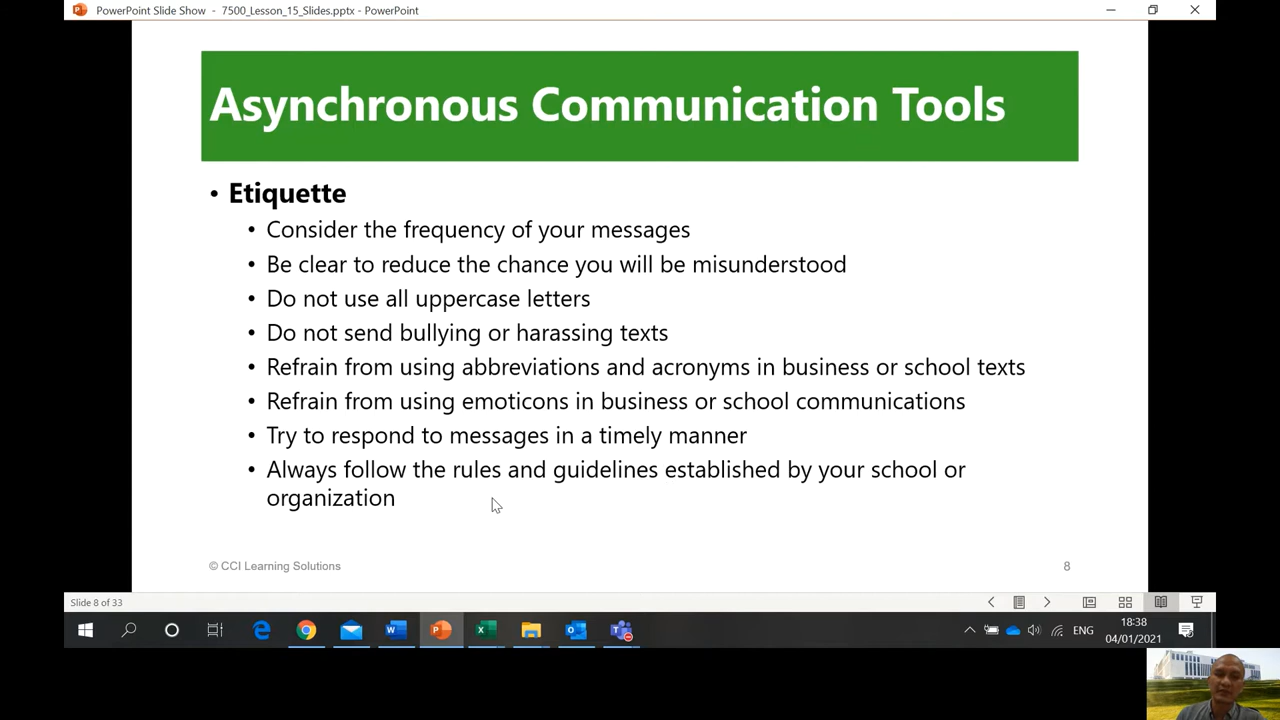 PowerPoint Slide Show - 7500_Lesson_15_Slides.pptx - PowerPoint
Asynchronous Communication Tools
• Etiquette
• Consider the frequency of your messages
• Be clear to reduce the chance you will be misunderstood
• Do not use all uppercase letters
• Do not send bullying or harassing texts
• Refrain from using abbreviations and acronyms in business or school texts
• Refrain from using emoticons in business or school communications
• Try to respond to messages in a timely manner
• Always follow the rules and guidelines established by your school or
organization
© CCI Learning Solutions 8
Slide 8 of 33
ENG
18:38
04/01/2021